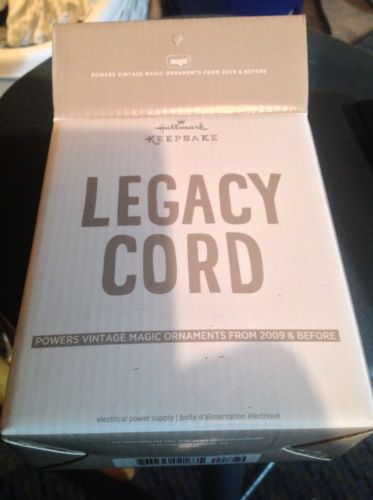 magic
POWERS VINTAGE MAGIC ORNAMENTS FROM 2009 & BEFORE
Hallmark
KEEPSAKE
LEGACY
CORD
POWERS VINTAGE MAGIC ORNAMENTS FROM 2009 & BEFORE
electrical power supply | boîte d'alimentation électrique